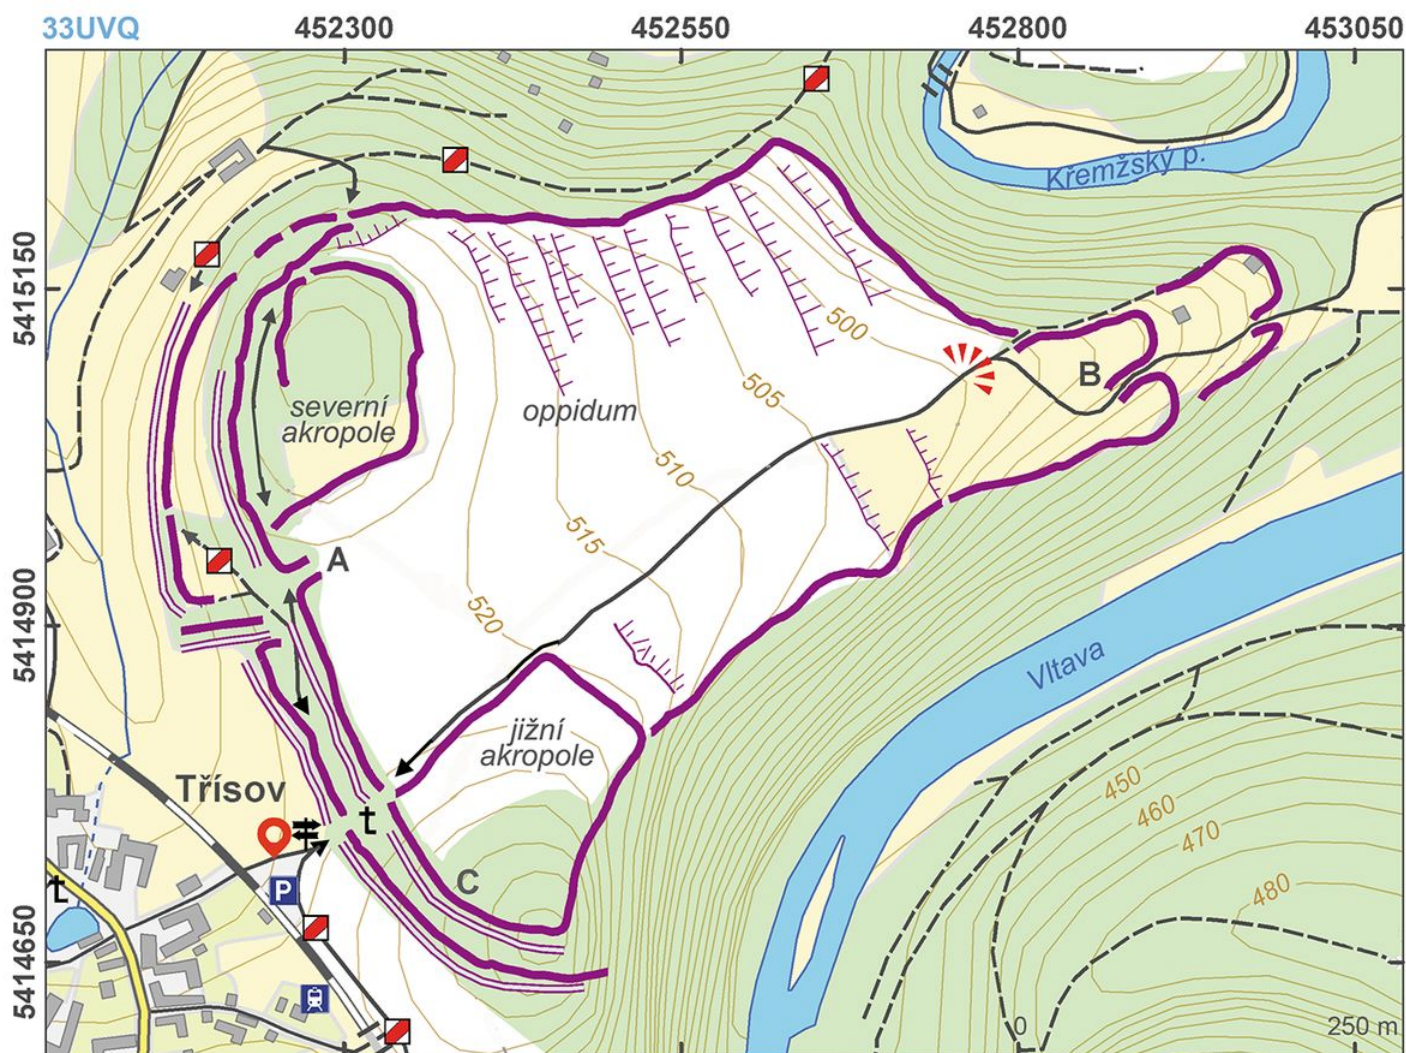 33UVQ
452300
452550
452800
453050
5415150
5414900
5414650
Křemžský p.
500
505
510
515
520
severní
akropole
oppidum
B
A
jižní
akropole
Vltava
Třísov
C
P
450
460
470
480
0
250 m